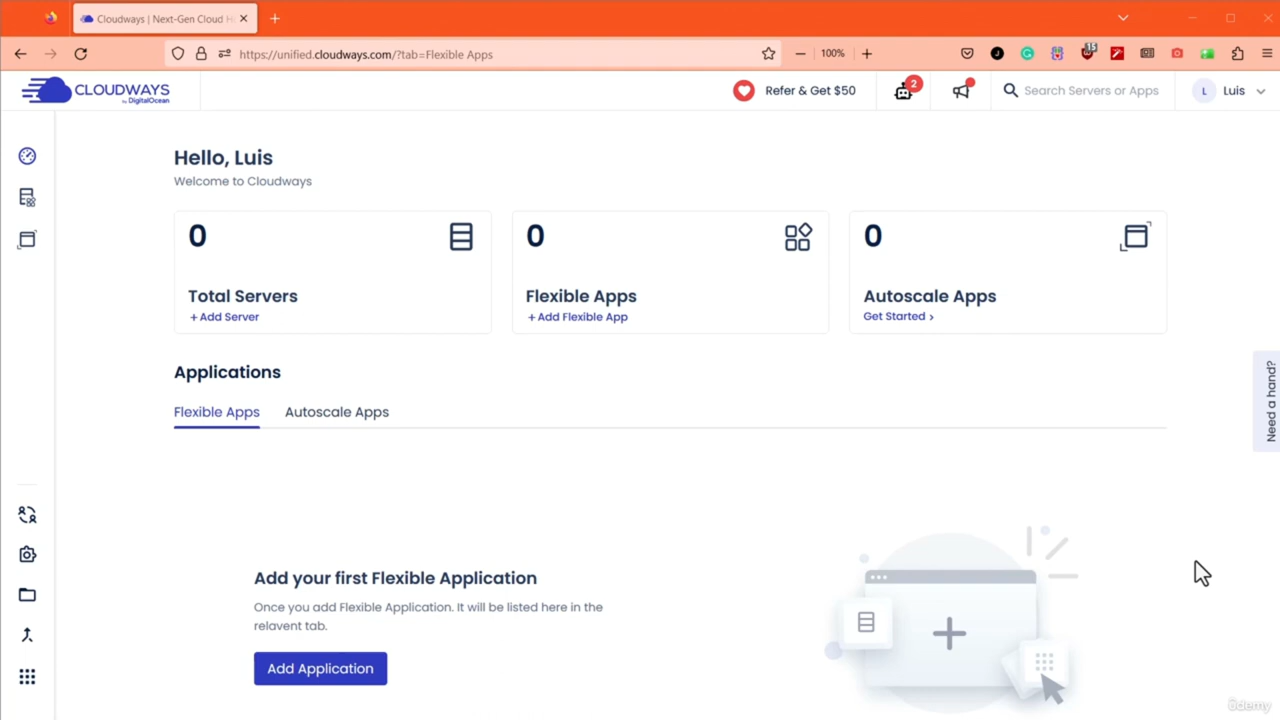 Cloudways | Next-Gen Cloud H
https://unified.cloudways.com/?tab=Flexible Apps
100%
15
CLOUDWAYS
by DigitalOcean
Refer & Get $50
2
Search Servers or Apps
L
Luis
Hello, Luis
Welcome to Cloudways
0
Total Servers
+ Add Server
0
Flexible Apps
+ Add Flexible App
0
Autoscale Apps
Get Started ›
Need a hand?
Applications
Flexible Apps
Autoscale Apps
Add your first Flexible Application
Once you add Flexible Application. It will be listed here in the
relavent tab.
Add Application
ûdemy